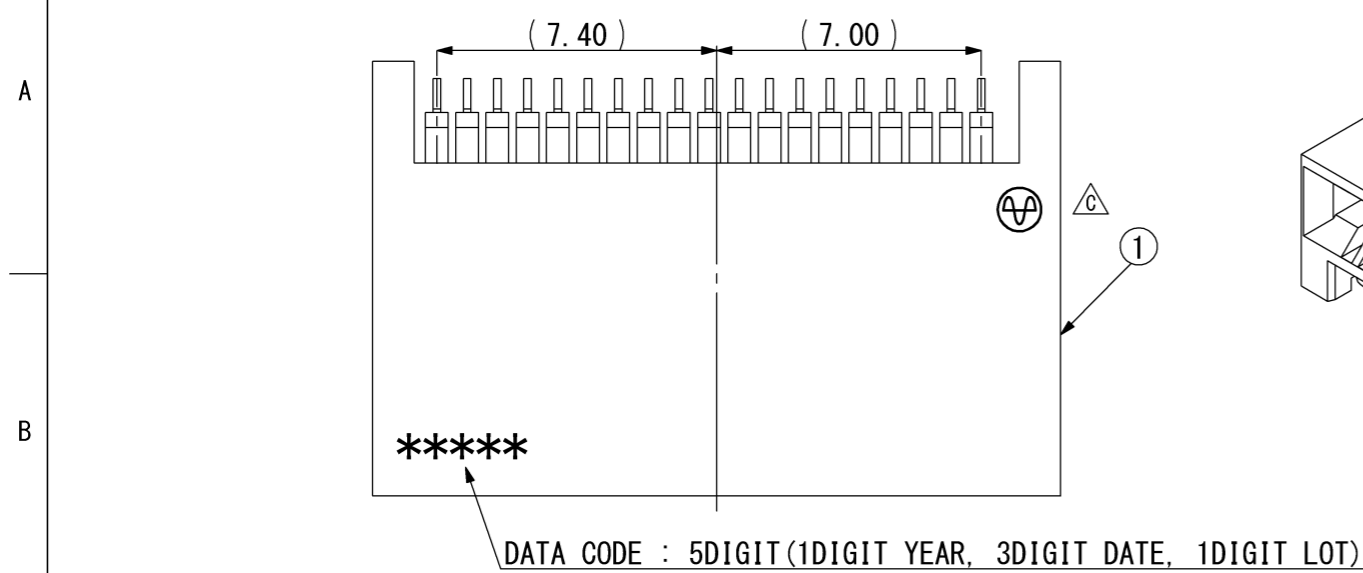 (7.40) (7.00)
A
C
1
B
*****
DATA CODE : 5DIGIT(1DIGIT YEAR, 3DIGIT DATE, 1DIGIT LOT)